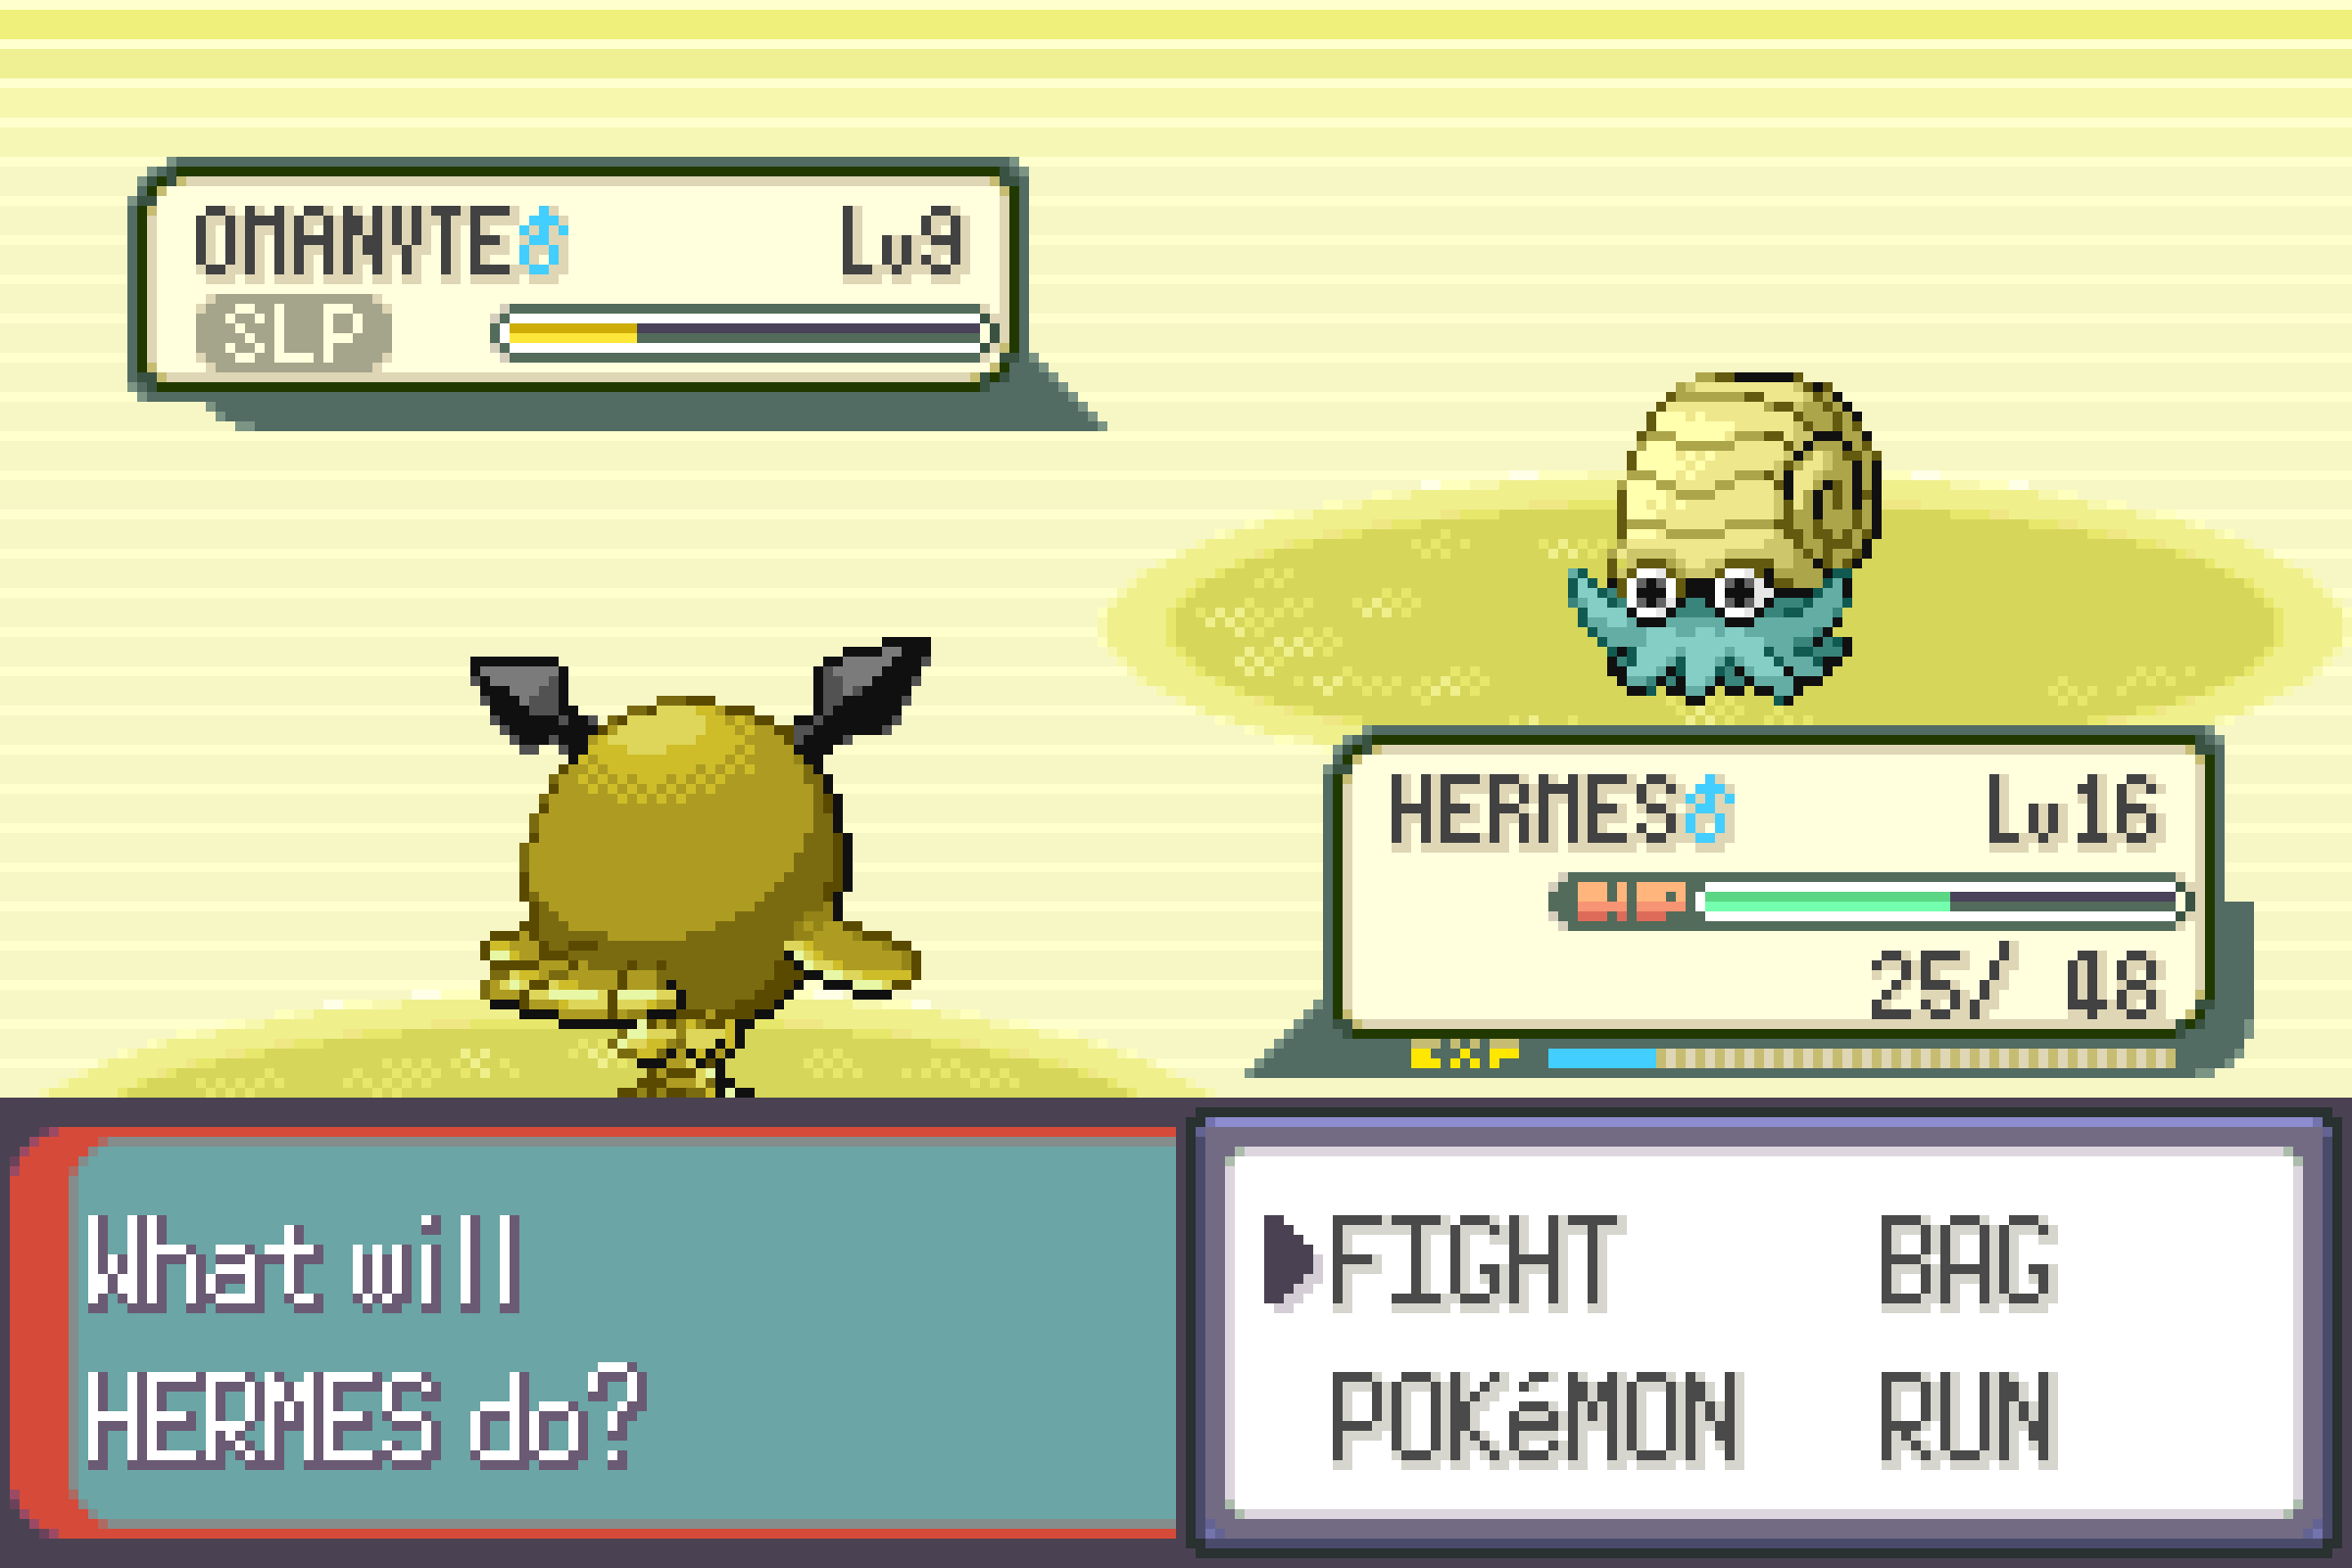 OMANYTE♂ Lv9
SLP
HERMES♂ Lv16
HP
25/ 48
EXP
What will
HERMES do?
▶FIGHT BAG
POKéMON RUN